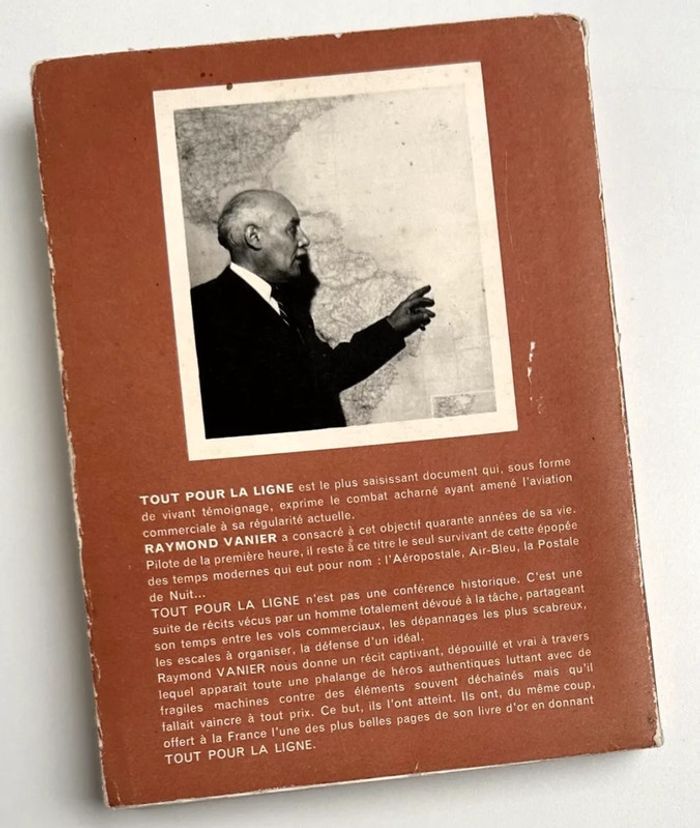 TOUT POUR LA LIGNE est le plus saisissant document qui, sous forme
de vivant témoignage, exprime le combat acharné ayant amené l'aviation
commerciale à sa régularité actuelle.
RAYMOND VANIER a consacré à cet objectif quarante années de sa vie.
Pilote de la première heure, il reste à ce titre le seul survivant de cette épopée
des temps modernes qui eut pour nom : l'Aéropostale, Air-Bleu, la Postale
de Nuit...
TOUT POUR LA LIGNE n'est pas une conférence historique. C'est une
suite de récits vécus par un homme totalement dévoué à la tâche, partageant
son temps entre les vols commerciaux, les dépannages les plus scabreux,
les escales à organiser, la défense d'un idéal.
Raymond VANIER nous donne un récit captivant, dépouillé et vrai à travers
lequel apparaît toute une phalange de héros authentiques luttant avec de
fragiles machines contre des éléments souvent déchaînés mais qu'il
fallait vaincre à tout prix. Ce but, ils l'ont atteint. Ils ont, du même coup,
offert à la France l'une des plus belles pages de son livre d'or en donnant
TOUT POUR LA LIGNE.